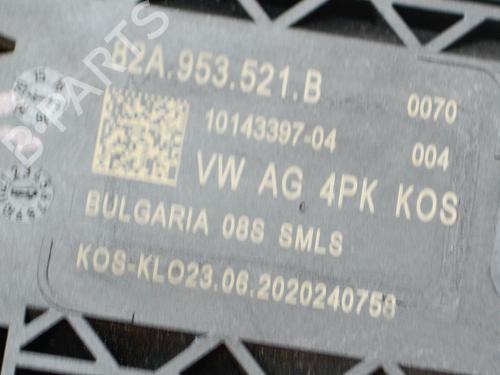 82A.953.521.B 0070
10143397-04 004
VW AG 4PK KOS
BULGARIA 08S SMLS
KOS-KLO23.06.2020240758
B-PARTS